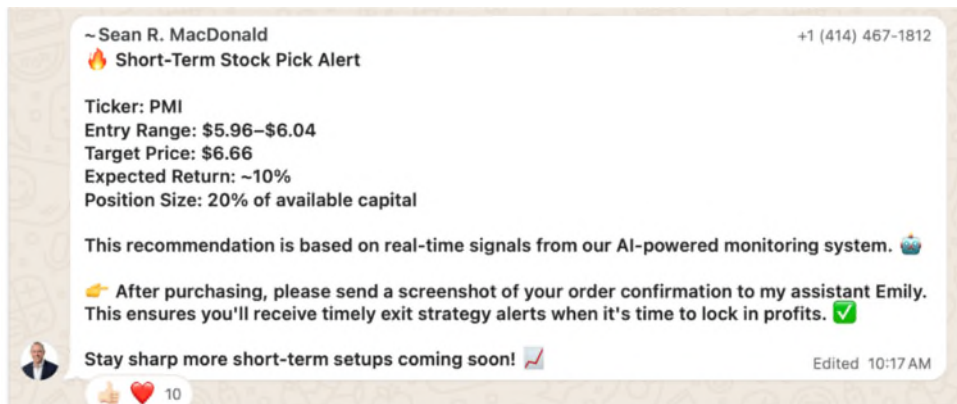 ~Sean R. MacDonald +1 (414) 467-1812
🔥 Short-Term Stock Pick Alert
Ticker: PMI
Entry Range: $5.96–$6.04
Target Price: $6.66
Expected Return: ~10%
Position Size: 20% of available capital
This recommendation is based on real-time signals from our AI-powered monitoring system. 🤖
👉 After purchasing, please send a screenshot of your order confirmation to my assistant Emily.
This ensures you'll receive timely exit strategy alerts when it's time to lock in profits. ✅
Stay sharp more short-term setups coming soon! 📈
Edited 10:17 AM
👍🏻 ❤️ 10